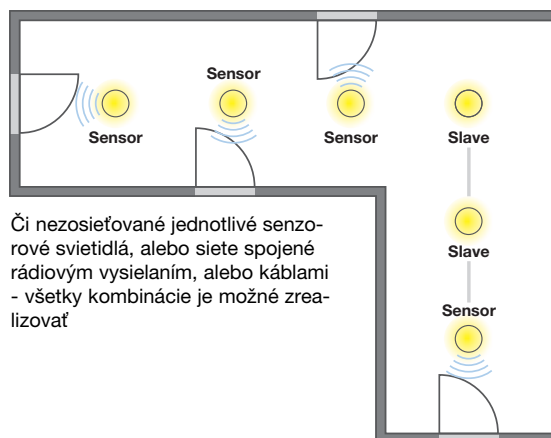 Sensor
Sensor
Sensor
Slave
Slave
Sensor
Či nezosieťované jednotlivé senzo-
rové svietidlá, alebo siete spojené
rádiovým vysielaním, alebo káblami
- všetky kombinácie je možné zrea-
lizovať